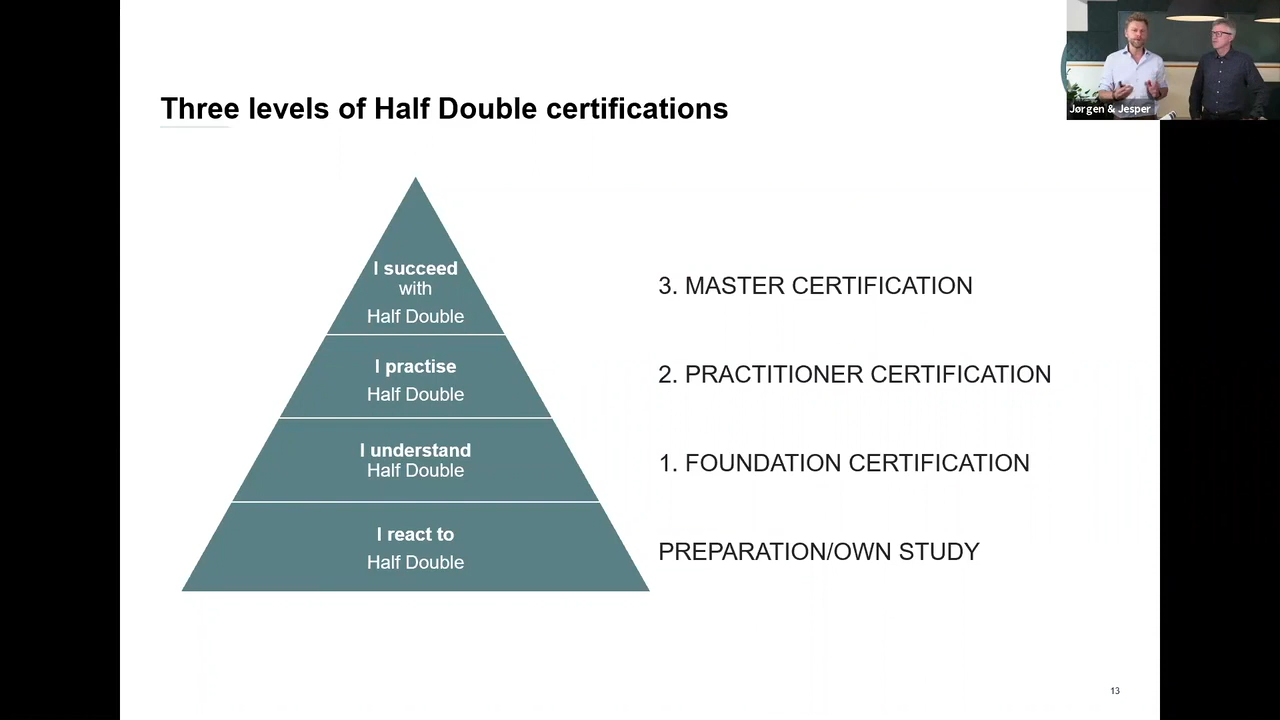 Jørgen & Jesper
Three levels of Half Double certifications
I succeed
with
Half Double
3. MASTER CERTIFICATION
I practise
Half Double
2. PRACTITIONER CERTIFICATION
I understand
Half Double
1. FOUNDATION CERTIFICATION
I react to
Half Double
PREPARATION/OWN STUDY
13